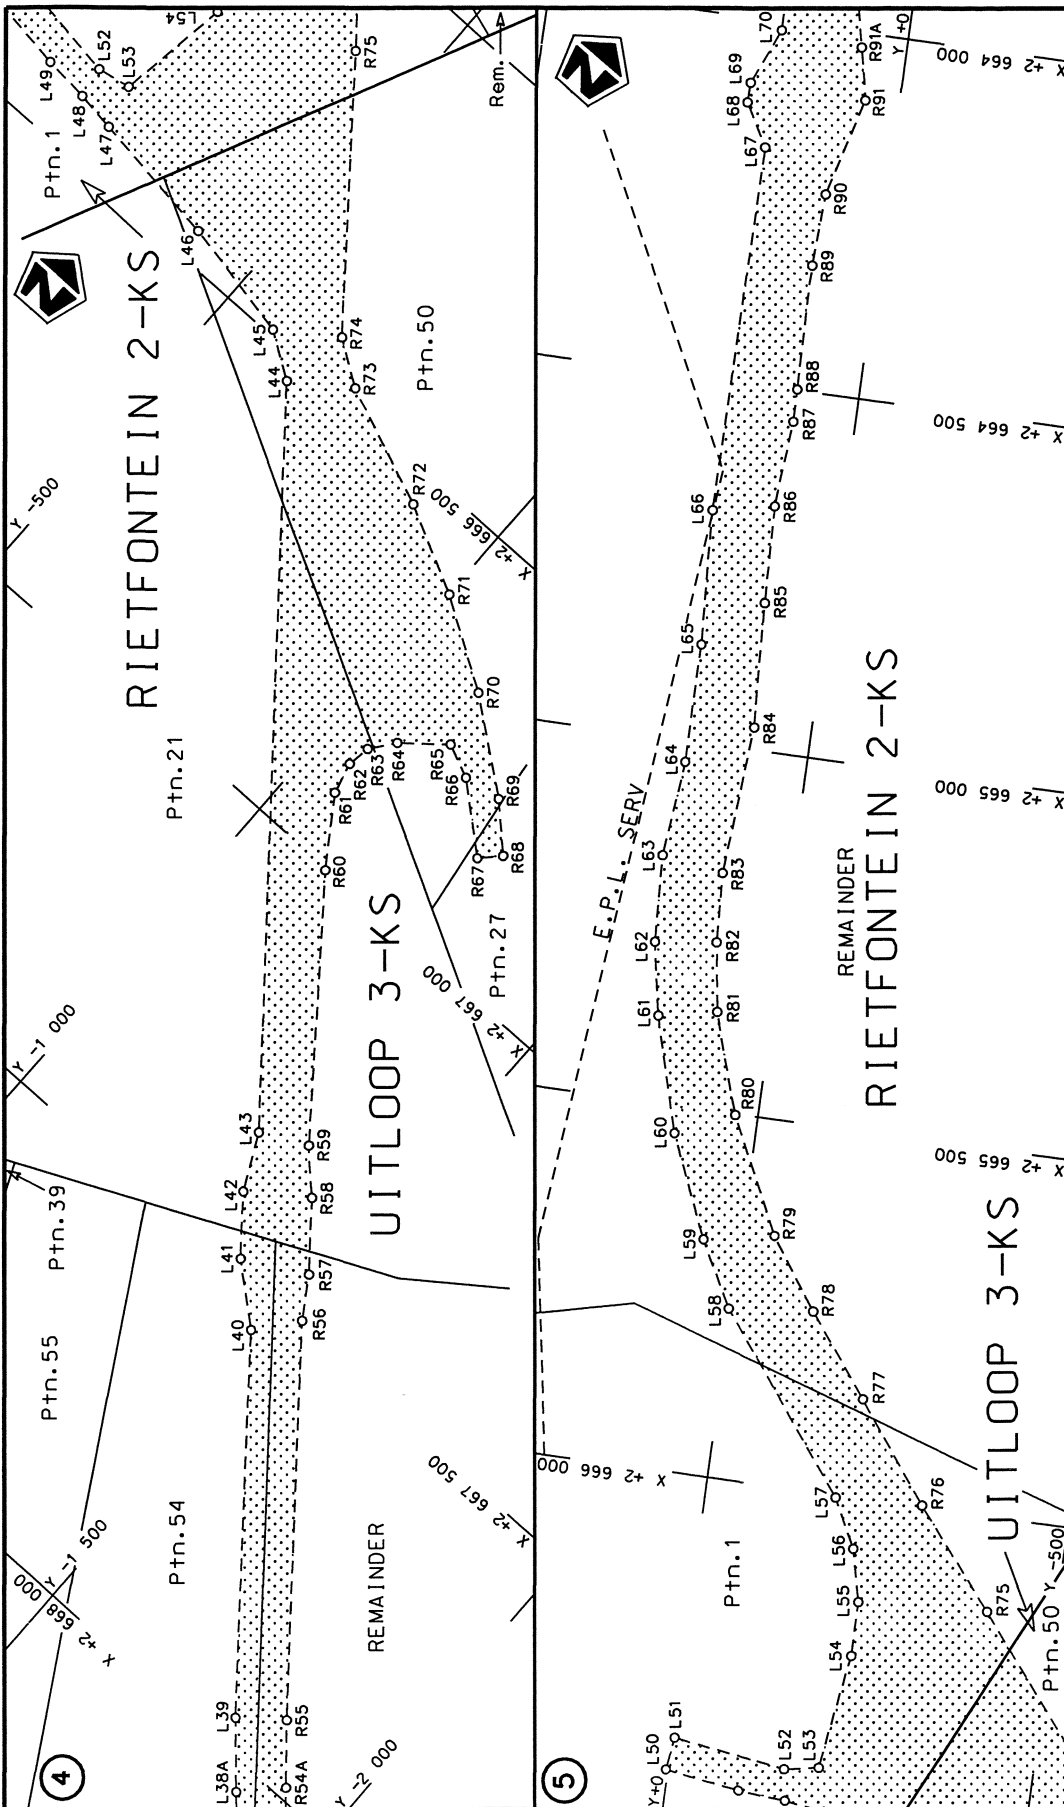 4
L38A
L39
L40
L41
L42
L43
L44
L45
L46
L47
L48
L49
L52
L53
L54
R54A
R55
R56
R57
R58
R59
R60
R61
R62
R63
R64
R65
R66
R67
R68
R69
R70
R71
R72
R73
R74
R75
Ptn.55
Ptn.39
Ptn.54
REMAINDER
Ptn.21
Ptn.27
Ptn.50
Ptn.1
Rem.
UITLOOP 3-KS
RIETFONTEIN 2-KS
X +2 668 000
Y -1 500
Y -2 000
X +2 667 500
Y -1 000
X +2 667 000
Y -500
X +2 666 500
5
L50
L51
L52
L53
L54
L55
L56
L57
L58
L59
L60
L61
L62
L63
L64
L65
L66
L67
L68
L69
L70
R75
R76
R77
R78
R79
R80
R81
R82
R83
R84
R85
R86
R87
R88
R89
R90
R91
R91A
Y+0
Ptn.1
Ptn.50
Y -500
UITLOOP 3-KS
REMAINDER
RIETFONTEIN 2-KS
E.P.L. SERV
X +2 666 000
X +2 665 500
X +2 665 000
X +2 664 500
X +2 664 000
Y +0